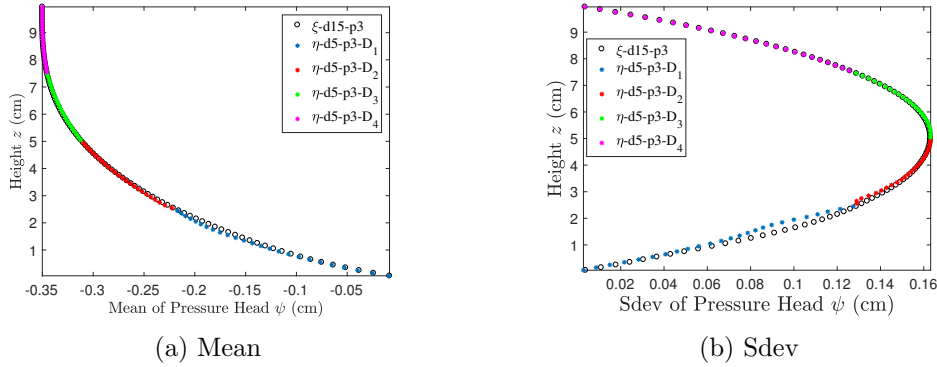 9
8
7
6
5
4
3
2
1
Height z (cm)
-0.35 -0.3 -0.25 -0.2 -0.15 -0.1 -0.05
Mean of Pressure Head ψ (cm)
ξ-d15-p3
η-d5-p3-D1
η-d5-p3-D2
η-d5-p3-D3
η-d5-p3-D4
(a) Mean
9
8
7
6
5
4
3
2
1
Height z (cm)
0.02 0.04 0.06 0.08 0.1 0.12 0.14 0.16
Sdev of Pressure Head ψ (cm)
ξ-d15-p3
η-d5-p3-D1
η-d5-p3-D2
η-d5-p3-D3
η-d5-p3-D4
(b) Sdev